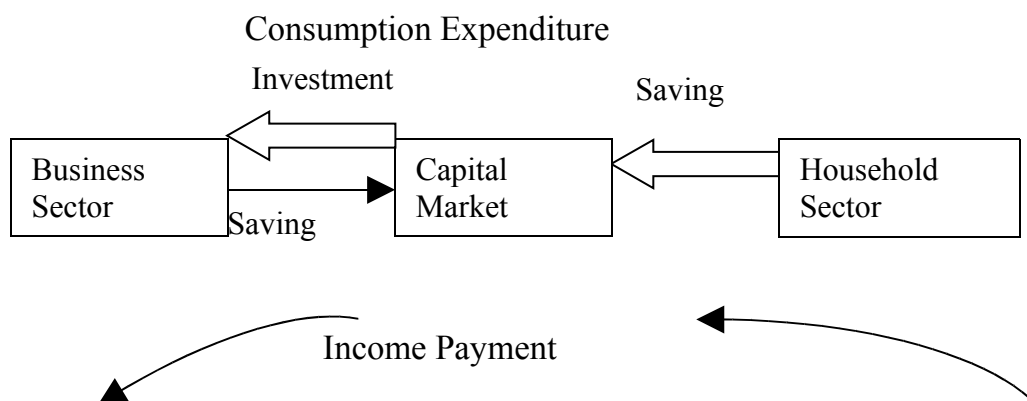 Consumption Expenditure
Investment
Saving
Business
Sector
Capital
Market
Household
Sector
Saving
Income Payment